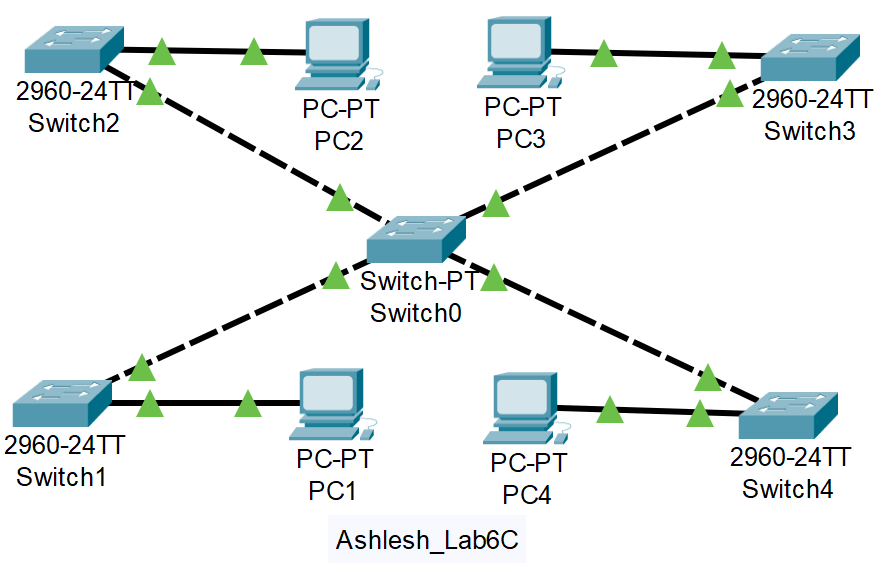 2960-24TT
Switch2
PC-PT
PC2
PC-PT
PC3
2960-24TT
Switch3
Switch-PT
Switch0
2960-24TT
Switch1
PC-PT
PC1
PC-PT
PC4
2960-24TT
Switch4
Ashlesh_Lab6C